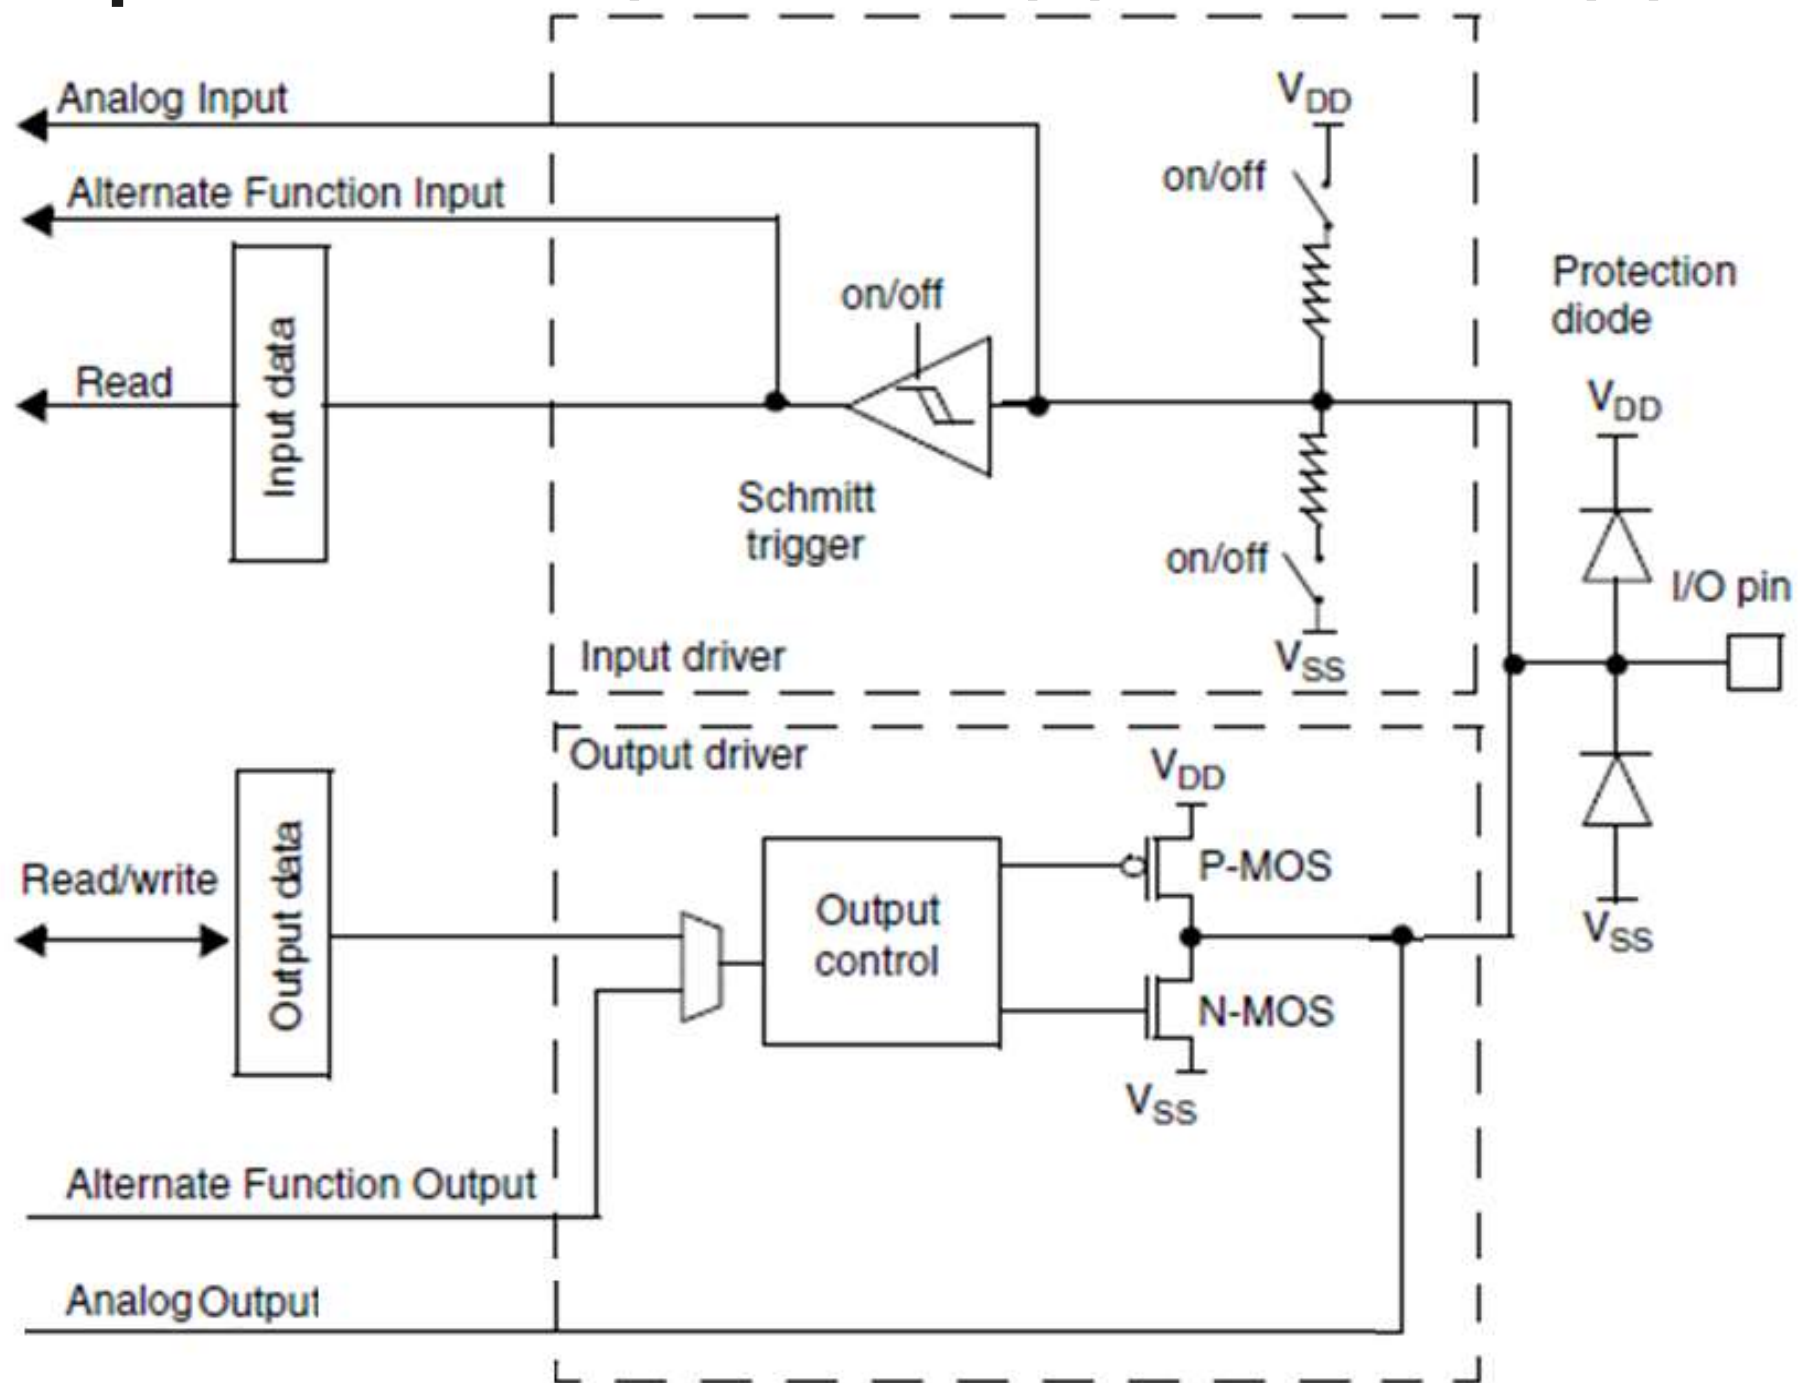 Analog Input
VDD
Alternate Function Input
on/off
on/off
Protection
diode
Read
Input data
VDD
Schmitt
trigger
on/off
I/O pin
Input driver
VSS
Output driver
VDD
Read/write
Output data
Output
control
P-MOS
VSS
N-MOS
VSS
Alternate Function Output
Analog Output